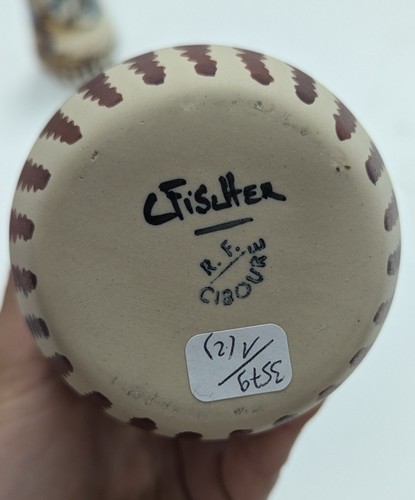 CFiSCHER
R.F.
CIBOURE
3579
A(2)